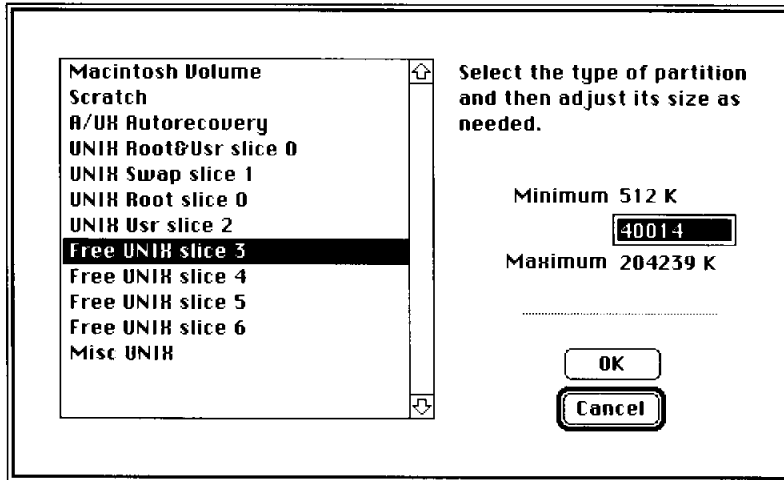 Macintosh Volume
Scratch
A/UX Autorecovery
UNIX Root&Usr slice 0
UNIX Swap slice 1
UNIX Root slice 0
UNIX Usr slice 2
Free UNIX slice 3
Free UNIX slice 4
Free UNIX slice 5
Free UNIX slice 6
Misc UNIX
Select the type of partition
and then adjust its size as
needed.
Minimum 512 K
40014
Maximum 204239 K
OK
Cancel